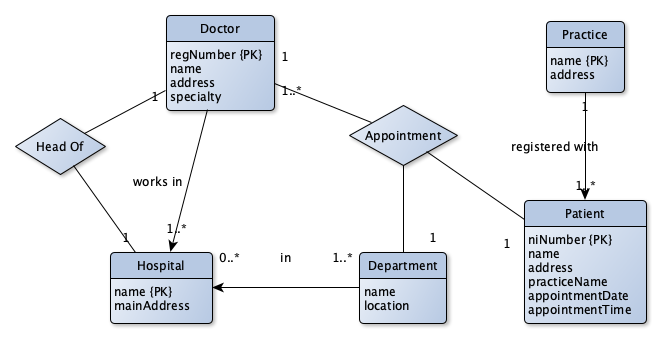 Doctor
regNumber {PK}
name
address
specialty
1
1..*
1
Practice
name {PK}
address
1
registered with
1..*
Head Of
Appointment
works in
1..*
1
1
1
Patient
niNumber {PK}
name
address
practiceName
appointmentDate
appointmentTime
Hospital
name {PK}
mainAddress
0..*
in
1..*
Department
name
location